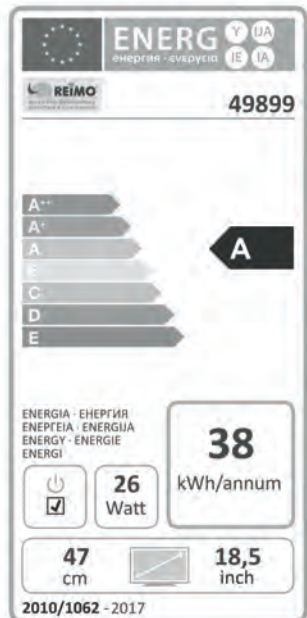 ENERG Y IJA
енергия · ενεργεια IE IA
REIMO
49899
A++
A+
A
A
C
D
E
ENERGIA · ЕНЕРГИЯ
ΕΝΕΡΓΕΙΑ · ENERGIJA
ENERGY · ENERGIE
ENERGI
38
kWh/annum
26
Watt
47
cm
18,5
inch
2010/1062 - 2017